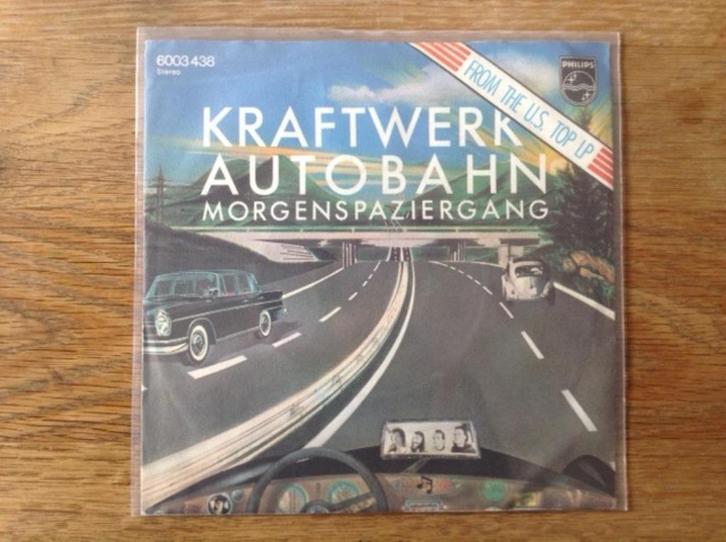 6003 438
Stereo
PHILIPS
FROM THE U.S. TOP LP
KRAFTWERK
AUTOBAHN
MORGENSPAZIERGANG